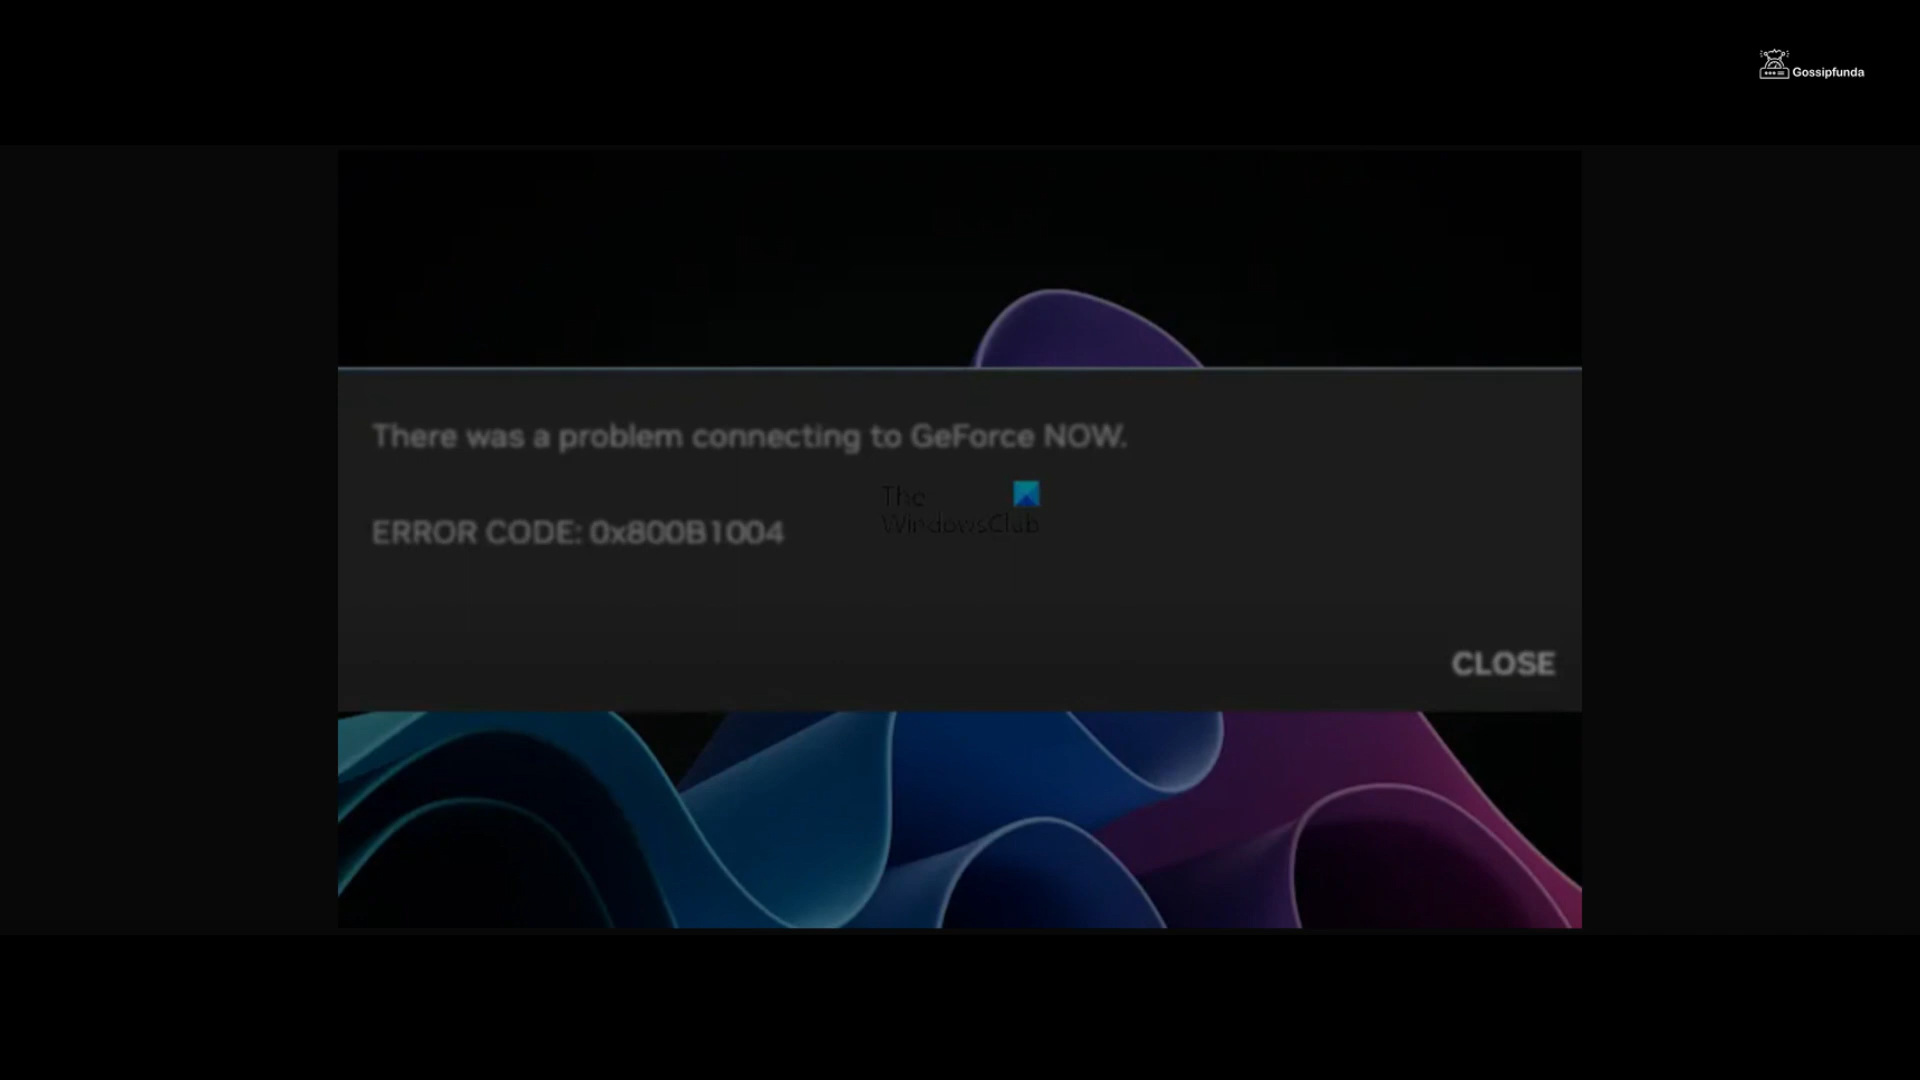 Gossipfunda
There was a problem connecting to GeForce NOW.
The
WindowsClub
ERROR CODE: 0x800B1004
CLOSE